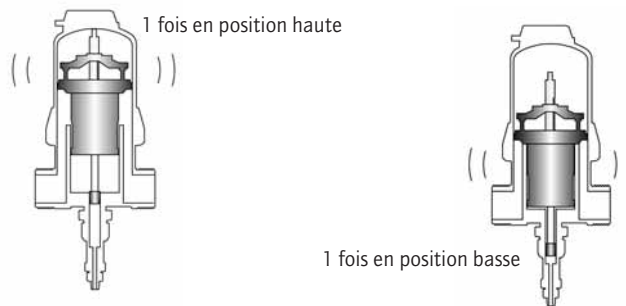 1 fois en position haute
1 fois en position basse